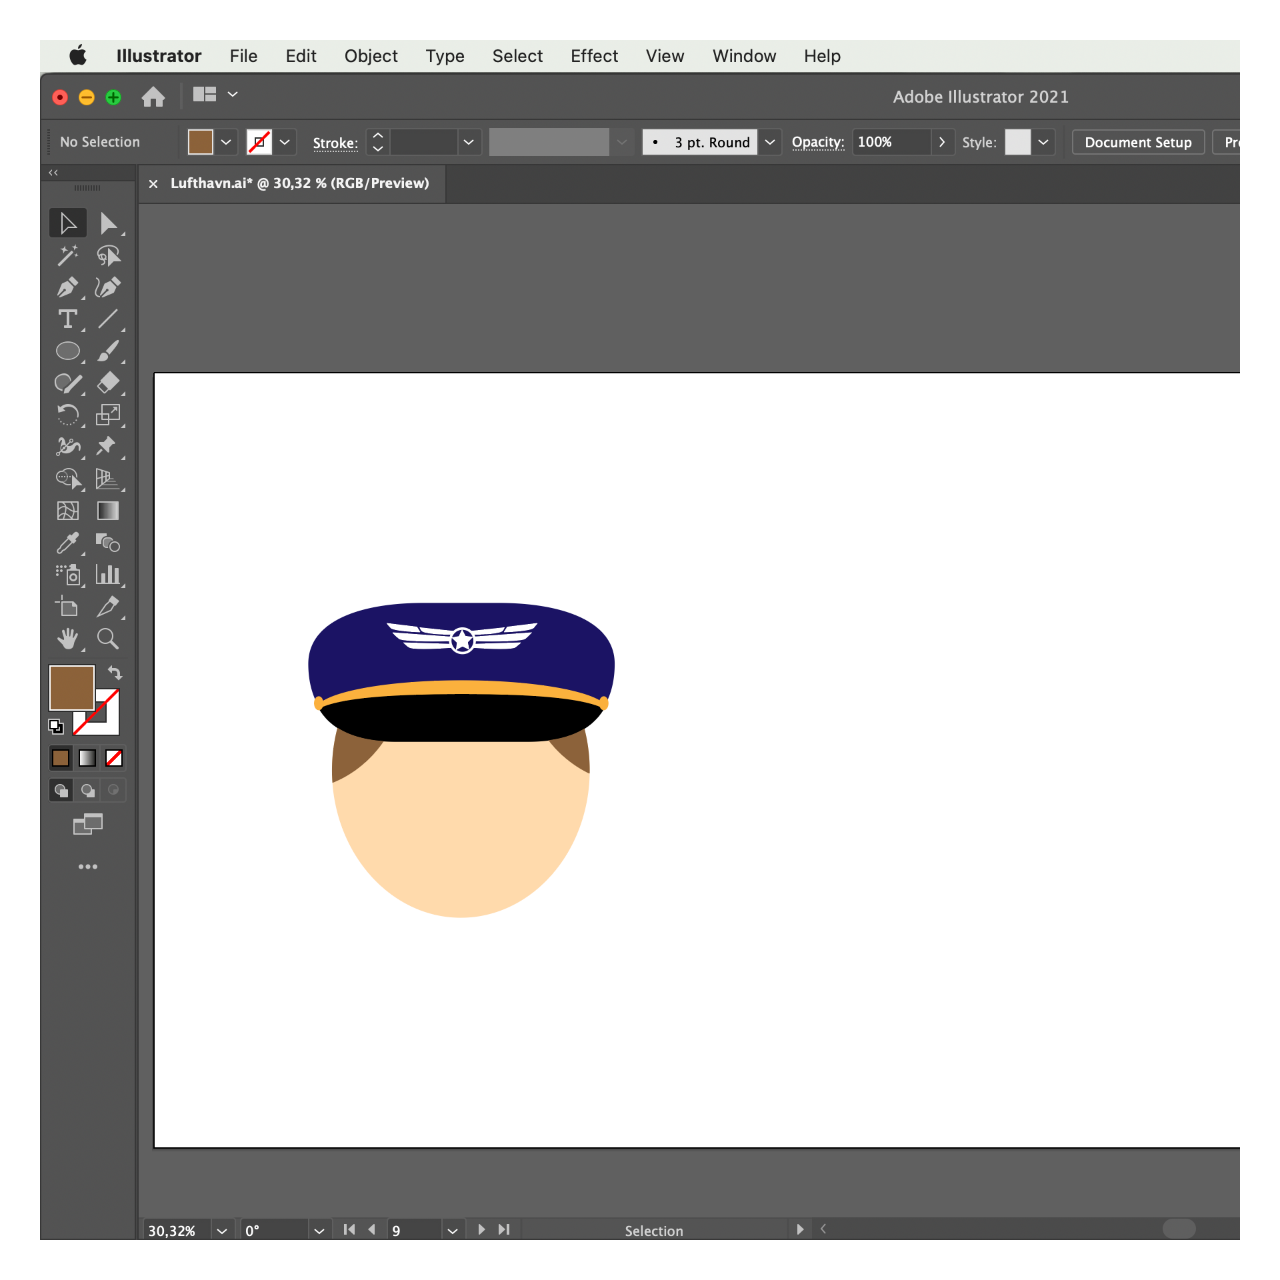 Illustrator File Edit Object Type Select Effect View Window Help
Adobe Illustrator 2021
No Selection Stroke: 3 pt. Round Opacity: 100% Style: Document Setup Pr
× Lufthavn.ai* @ 30,32 % (RGB/Preview)
30,32% 0° 9 Selection